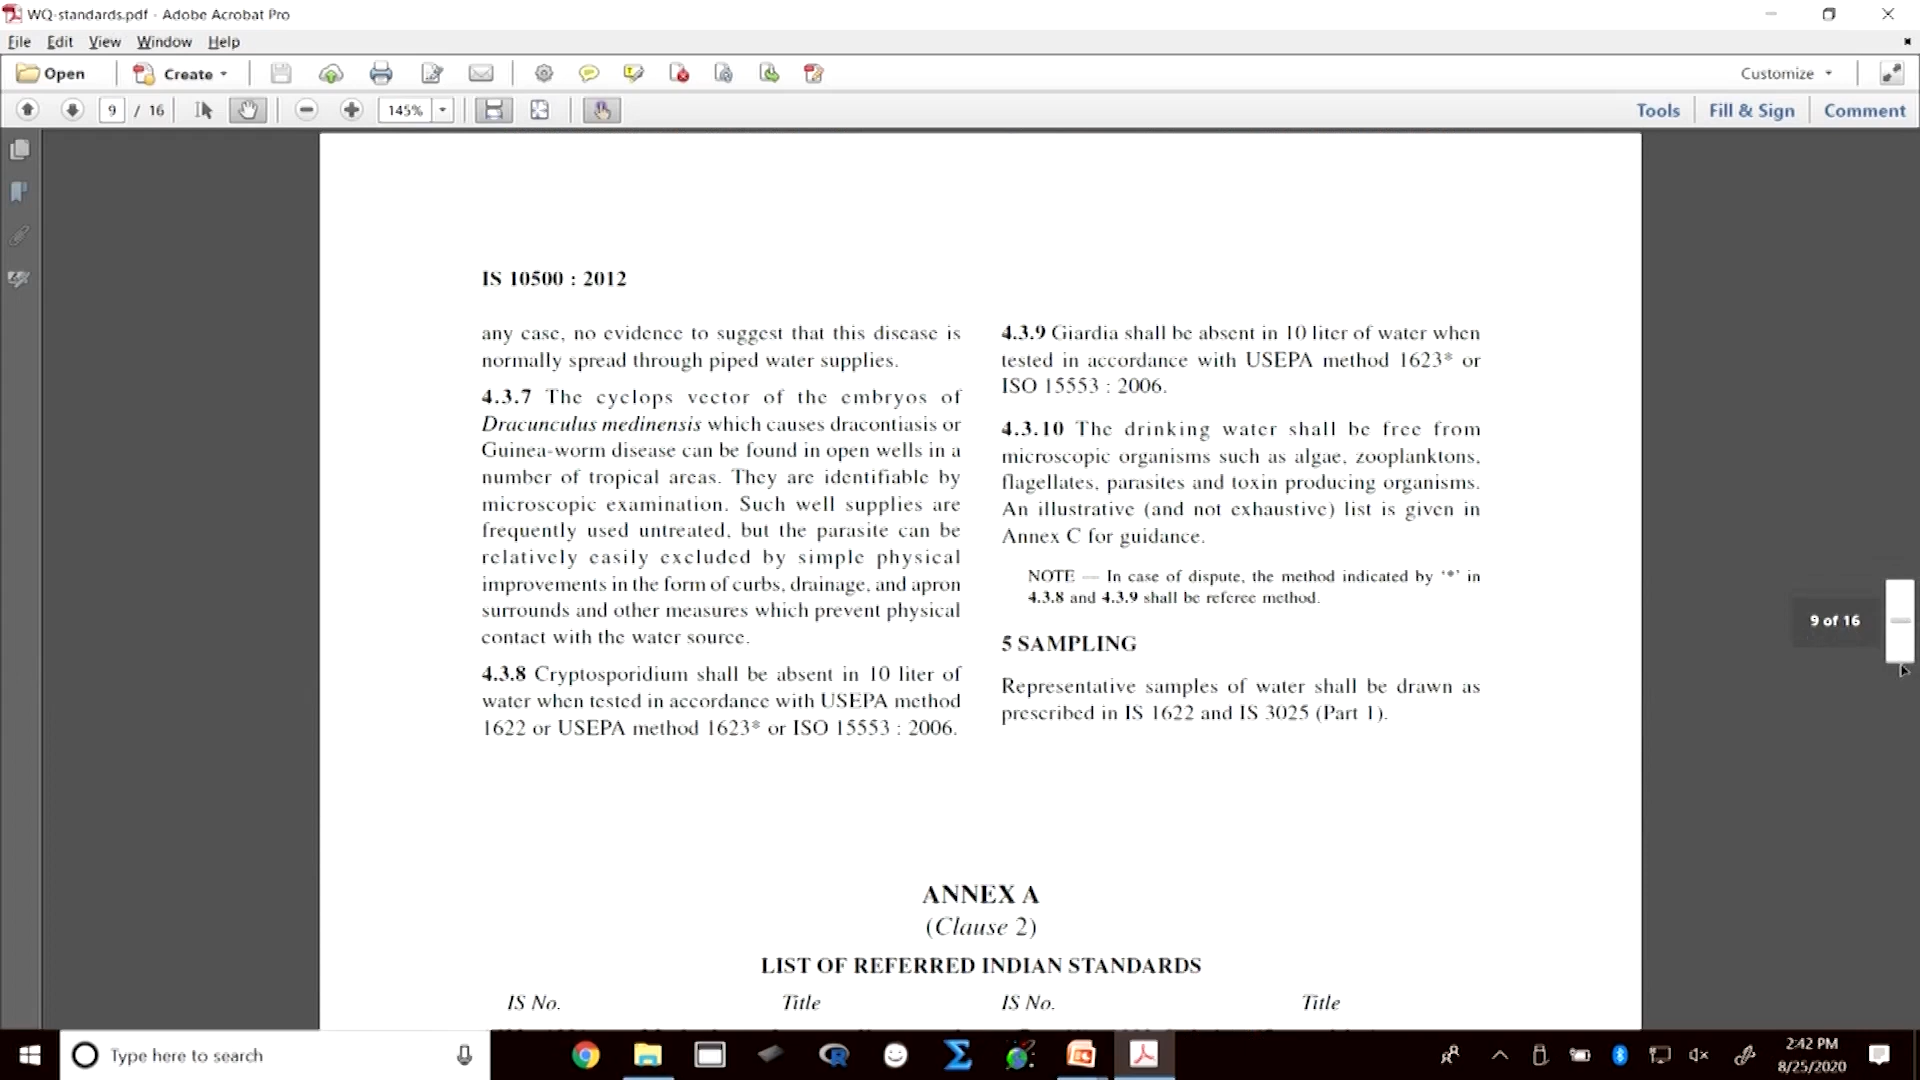 WQ-standards.pdf - Adobe Acrobat Pro
File Edit View Window Help
Open Create Customize
9 / 16 145% Tools Fill & Sign Comment
IS 10500 : 2012
any case, no evidence to suggest that this disease is
normally spread through piped water supplies.
4.3.7 The cyclops vector of the embryos of
Dracunculus medinensis which causes dracontiasis or
Guinea-worm disease can be found in open wells in a
number of tropical areas. They are identifiable by
microscopic examination. Such well supplies are
frequently used untreated, but the parasite can be
relatively easily excluded by simple physical
improvements in the form of curbs, drainage, and apron
surrounds and other measures which prevent physical
contact with the water source.
4.3.8 Cryptosporidium shall be absent in 10 liter of
water when tested in accordance with USEPA method
1622 or USEPA method 1623* or ISO 15553 : 2006.
4.3.9 Giardia shall be absent in 10 liter of water when
tested in accordance with USEPA method 1623* or
ISO 15553 : 2006.
4.3.10 The drinking water shall be free from
microscopic organisms such as algae, zooplanktons,
flagellates, parasites and toxin producing organisms.
An illustrative (and not exhaustive) list is given in
Annex C for guidance.
NOTE — In case of dispute, the method indicated by '*' in
4.3.8 and 4.3.9 shall be referee method.
5 SAMPLING
Representative samples of water shall be drawn as
prescribed in IS 1622 and IS 3025 (Part 1).
9 of 16
ANNEX A
(Clause 2)
LIST OF REFERRED INDIAN STANDARDS
IS No. Title IS No. Title
Type here to search
2:42 PM
8/25/2020